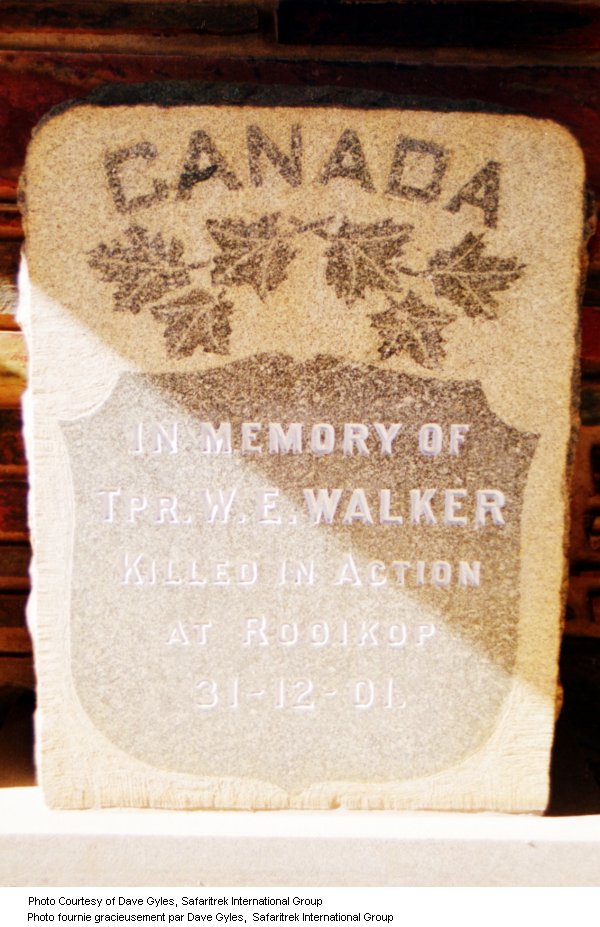 CANADA
IN MEMORY OF
TPR. W. E. WALKER
KILLED IN ACTION
AT ROOIKOP
31-12-01.
Photo Courtesy of Dave Gyles, Safaritrek International Group
Photo fournie gracieusement par Dave Gyles, Safaritrek International Group